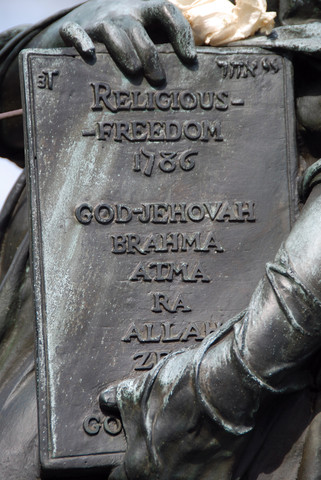 RELIGIOUS-
-FREEDOM
1786
GOD-JEHOVAH
BRAHMA
ATMA
RA
ALLAH